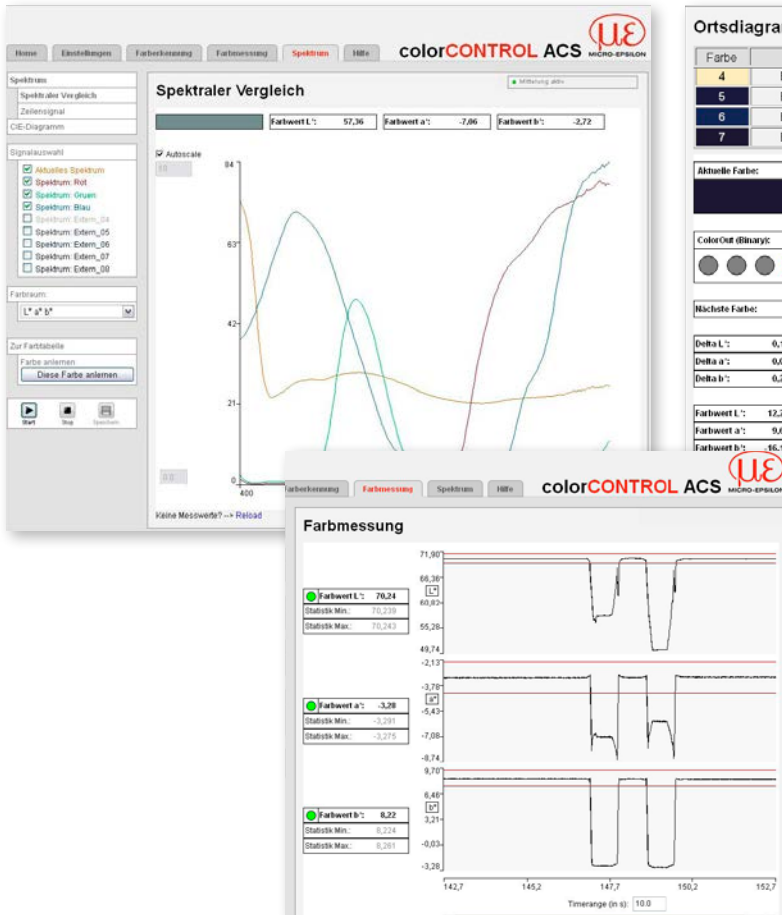 Home Einstellungen Farberkennung Farbmessung Spektrum Hilfe colorCONTROL ACS
µε
MICRO-EPSILON
Spektrum
Spektraler Vergleich
Zeilensignal
CIE-Diagramm
Signalauswahl
Aktuelles Spektrum
Spektrum: Rot
Spektrum: Gruen
Spektrum: Blau
Spektrum: Extern_04
Spektrum: Extern_05
Spektrum: Extern_06
Spektrum: Extern_07
Spektrum: Extern_08
Farbraum:
L* a* b*
Zur Farbtabelle
Farbe anlernen
Diese Farbe anlernen
Start Stop Speichern
Spektraler Vergleich
Mittelung aktiv
Farbwert L*: 57,36 Farbwert a*: -7,06 Farbwert b*: -2,72
Autoscale
84
63
42
21
0
400
Keine Messwerte? --> Reload
Ortsdiagra
Farbe
4
5
6
7
Aktuelle Farbe:
ColorOut (Binary):
Nächste Farbe:
Delta L*:
Delta a*:
Delta b*:
Farbwert L*:
Farbwert a*:
Farbwert b*:
arberkennung Farbmessung Spektrum Hilfe colorCONTROL ACS
µε
MICRO-EPSILON
Farbmessung
Farbwert L*: 70,24
Statistik Min.: 70,239
Statistik Max.: 70,243
71,90
66,36
L*
60,82
55,28
49,74
Farbwert a*: -3,28
Statistik Min.: -3,291
Statistik Max.: -3,275
-2,13
-3,78
a*
-5,43
-7,08
-8,74
Farbwert b*: 8,22
Statistik Min.: 8,224
Statistik Max.: 8,261
9,70
6,46
b*
3,21
-0,03
-3,28
142,7 145,2 147,7 150,2 152,7
Timerange (in s): 10.0